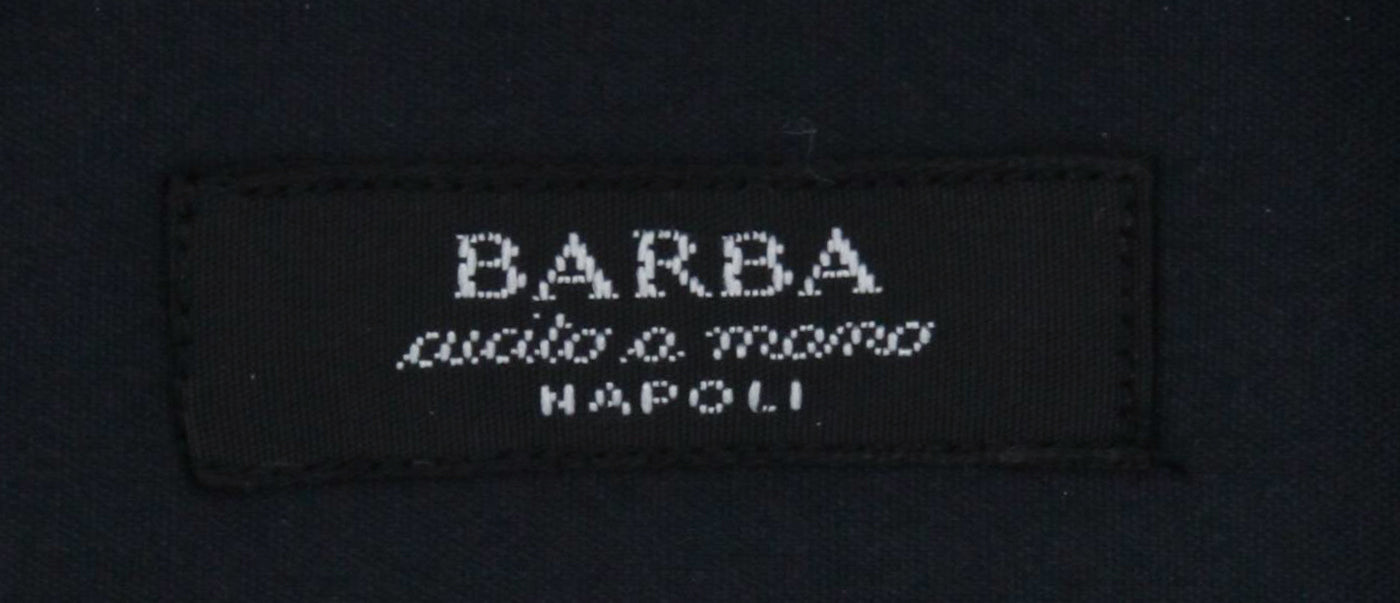 BARBA
cucito a mano
NAPOLI